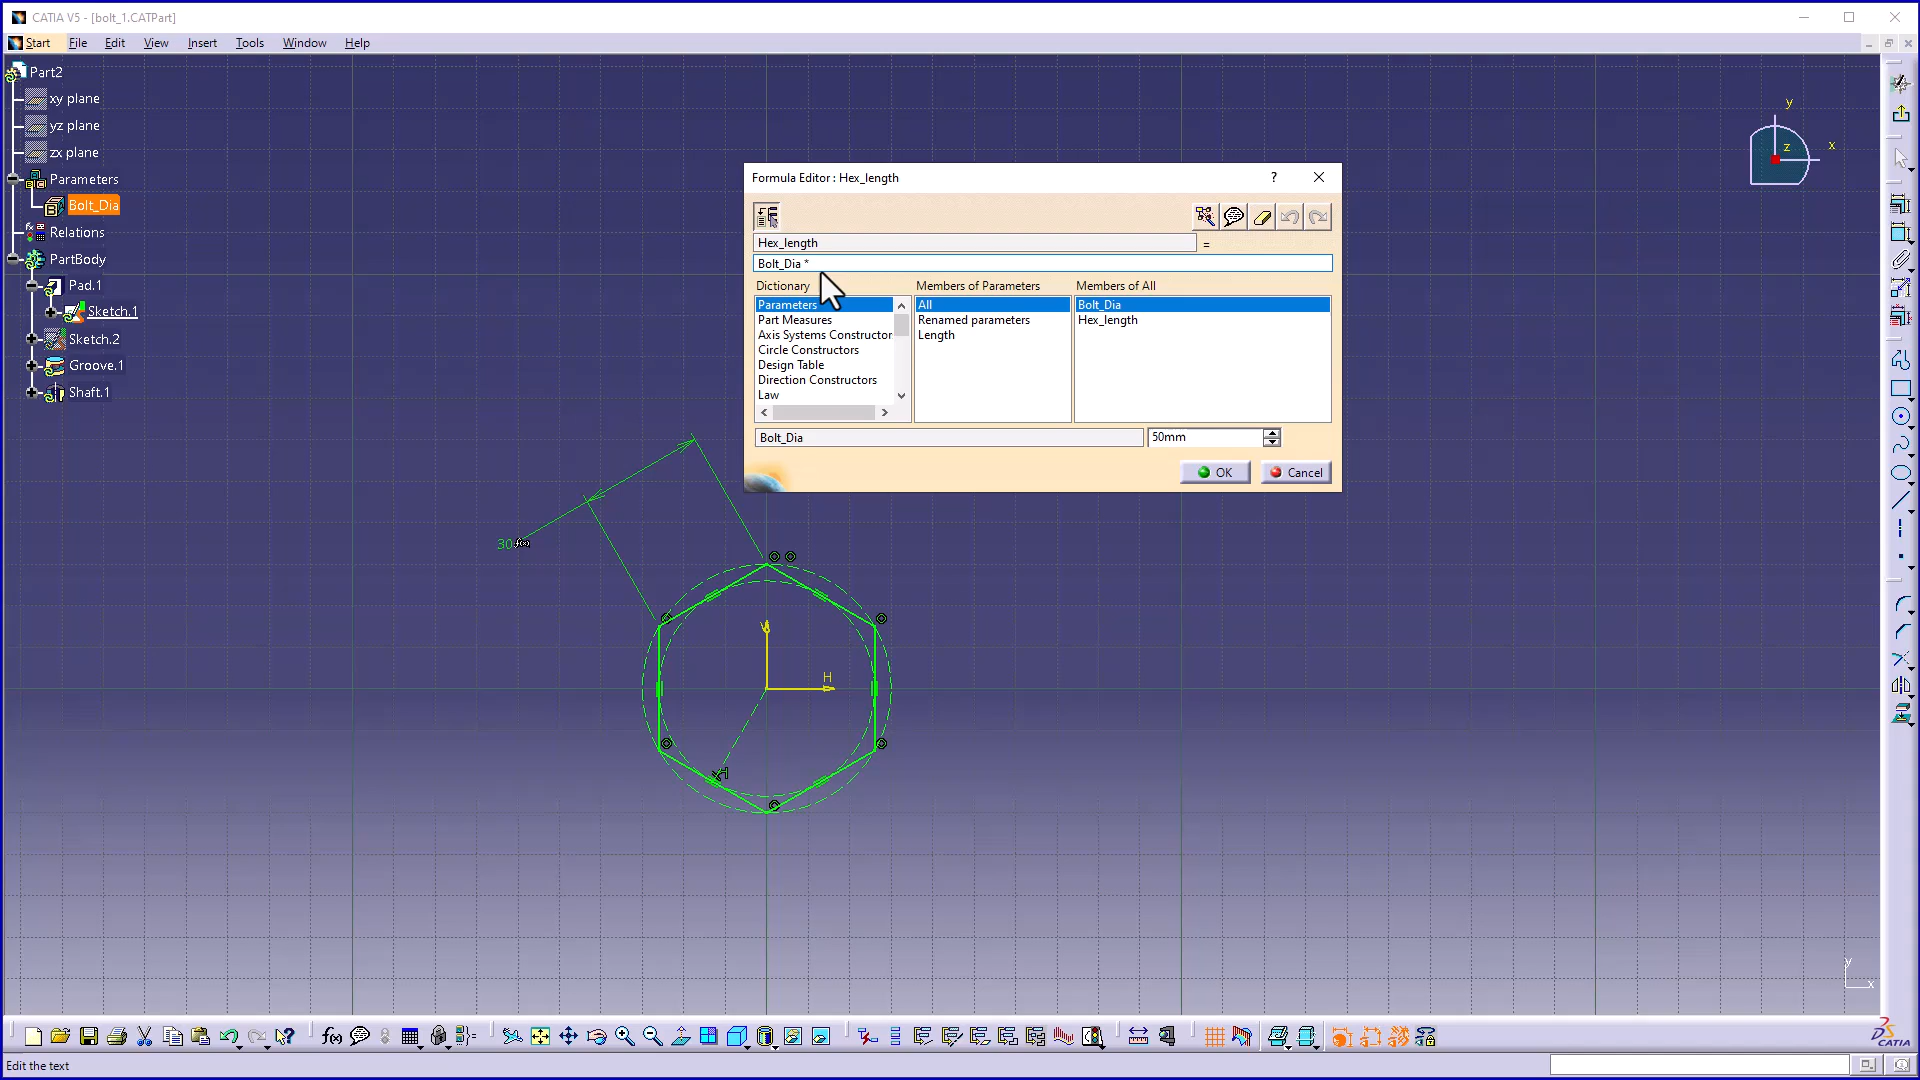 CATIA V5 - [bolt_1.CATPart]
Start File Edit View Insert Tools Window Help
Part2
xy plane
yz plane
zx plane
Parameters
Bolt_Dia
Relations
PartBody
Pad.1
Sketch.1
Sketch.2
Groove.1
Shaft.1
y
x
z
Formula Editor : Hex_length
?
Hex_length =
Bolt_Dia *
Dictionary Members of Parameters Members of All
Parameters All Bolt_Dia
Part Measures Renamed parameters Hex_length
Axis Systems Constructor Length
Circle Constructors
Design Table
Direction Constructors
Law
Bolt_Dia 50mm
OK Cancel
30 f(x)
V
H
y
x
f(x)
CATIA
Edit the text